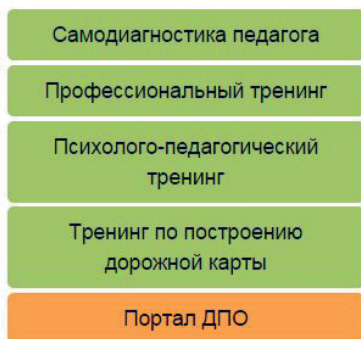 Самодиагностика педагога
Профессиональный тренинг
Психолого-педагогический
тренинг
Тренинг по построению
дорожной карты
Портал ДПО